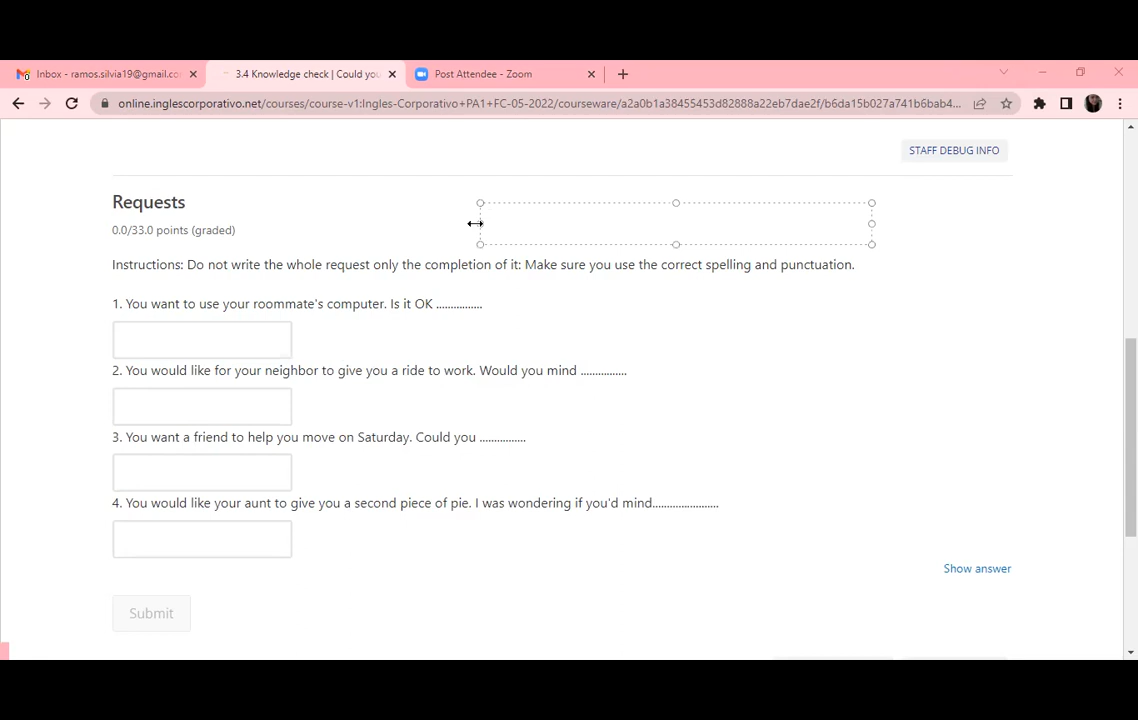 Inbox - ramos.silvia19@gmail.co
3.4 Knowledge check | Could you
Post Attendee - Zoom
online.inglescorporativo.net/courses/course-v1:Ingles-Corporativo+PA1+FC-05-2022/courseware/a2a0b1a38455453d82888a22eb7dae2f/b6da15b027a741b6bab4...
STAFF DEBUG INFO
Requests
0.0/33.0 points (graded)
Instructions: Do not write the whole request only the completion of it: Make sure you use the correct spelling and punctuation.
1. You want to use your roommate's computer. Is it OK ................
2. You would like for your neighbor to give you a ride to work. Would you mind ................
3. You want a friend to help you move on Saturday. Could you ................
4. You would like your aunt to give you a second piece of pie. I was wondering if you'd mind.......................
Show answer
Submit